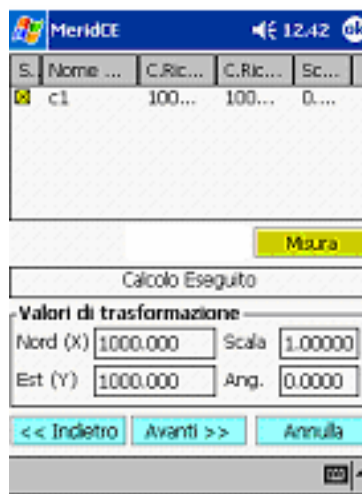 MeridCE 12.42 ok
S. Nome ... C.Ric... C.Ric... Sc...
c1 100... 100... 0....
Misura
Calcolo Eseguito
Valori di trasformazione
Nord (X) 1000.000 Scala 1.00000
Est (Y) 1000.000 Ang. 0.0000
<< Indietro Avanti >> Annulla